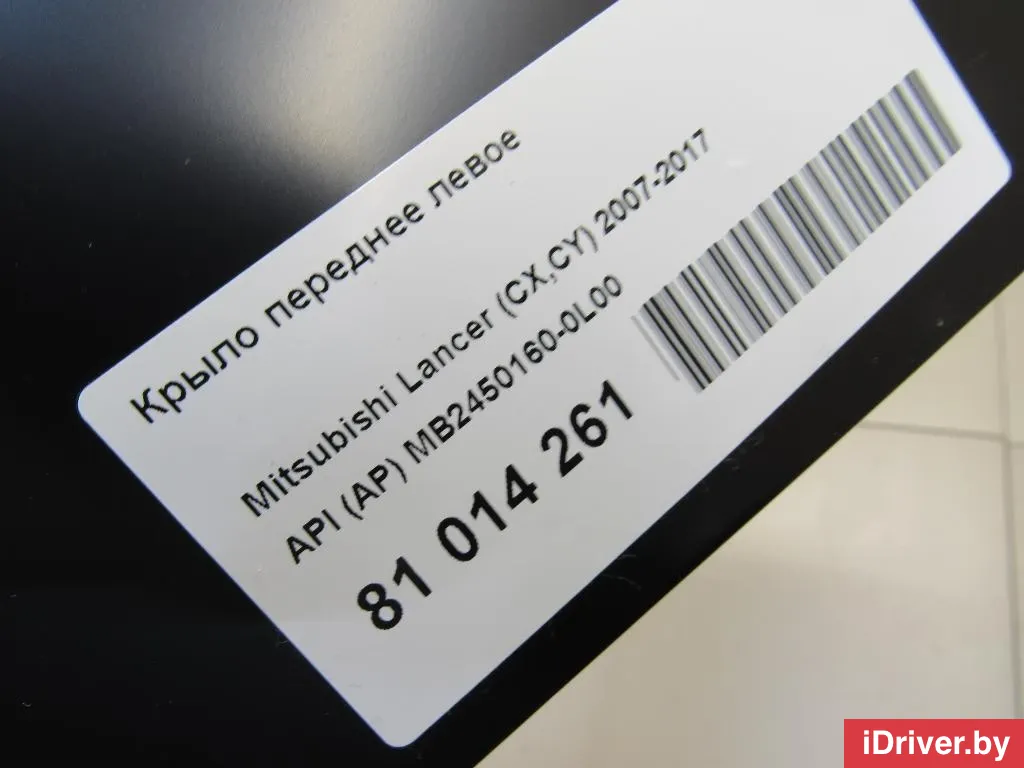 Крыло переднее левое
Mitsubishi Lancer (CX,CY) 2007-2017
API (AP) MB2450160-0L00
81 014 261
iDriver.by